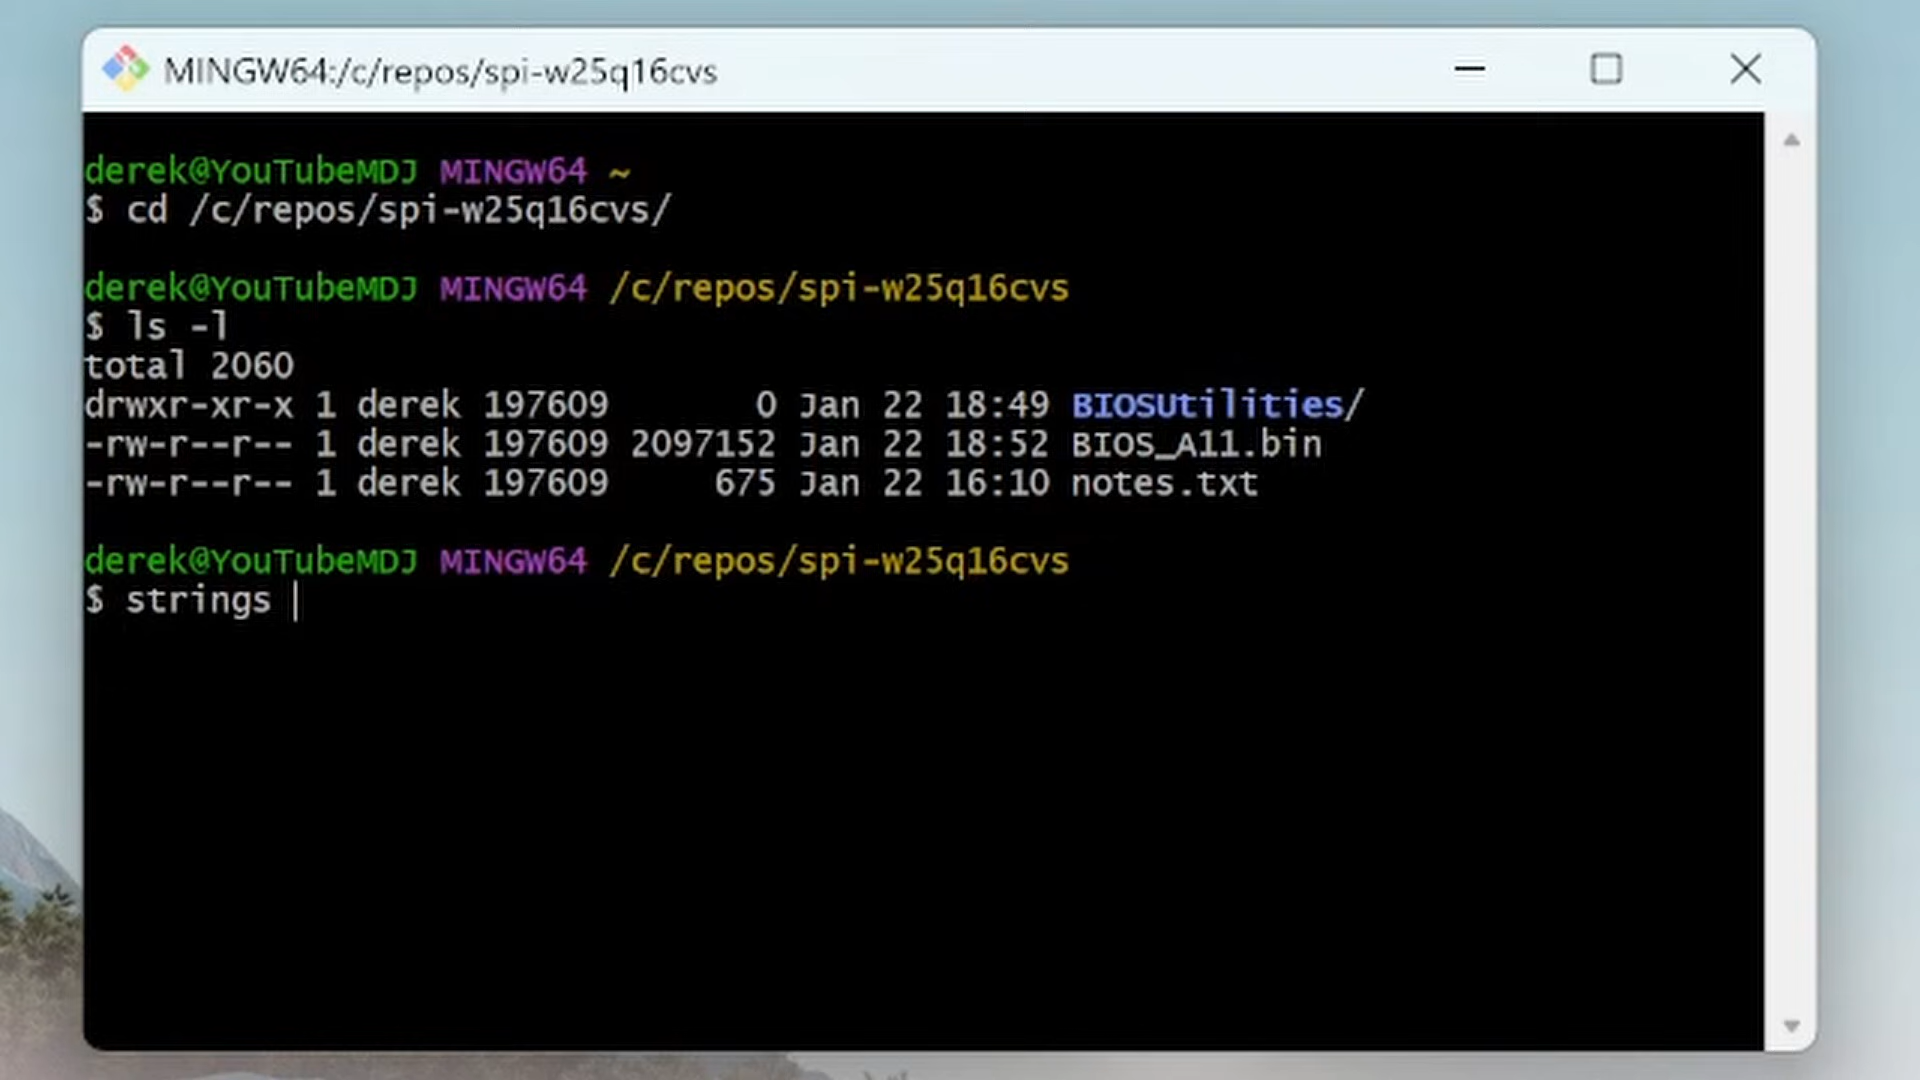 MINGW64:/c/repos/spi-w25q16cvs
derek@YouTubeMDJ MINGW64 ~
$ cd /c/repos/spi-w25q16cvs/
derek@YouTubeMDJ MINGW64 /c/repos/spi-w25q16cvs
$ ls -l
total 2060
drwxr-xr-x 1 derek 197609       0 Jan 22 18:49 BIOSUtilities/
-rw-r--r-- 1 derek 197609 2097152 Jan 22 18:52 BIOS_A11.bin
-rw-r--r-- 1 derek 197609     675 Jan 22 16:10 notes.txt
derek@YouTubeMDJ MINGW64 /c/repos/spi-w25q16cvs
$ strings